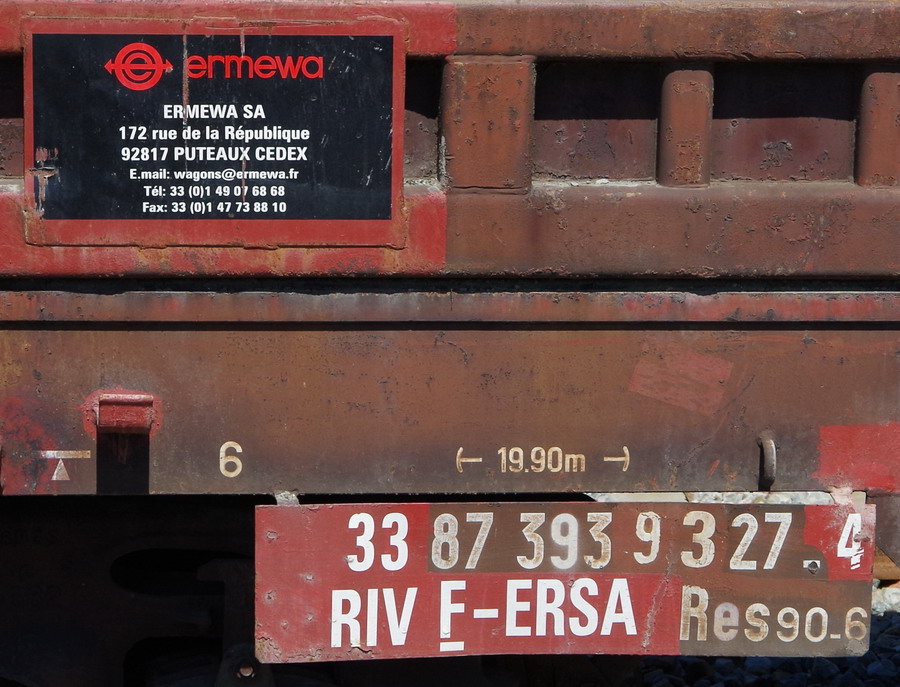 ermewa
ERMEWA SA
172 rue de la République
92817 PUTEAUX CEDEX
E.mail: wagons@ermewa.fr
Tél: 33 (0)1 49 07 68 68
Fax: 33 (0)1 47 73 88 10
6
19.90m
33 87 393 9 327.4
RIV F-ERSA Res90-6